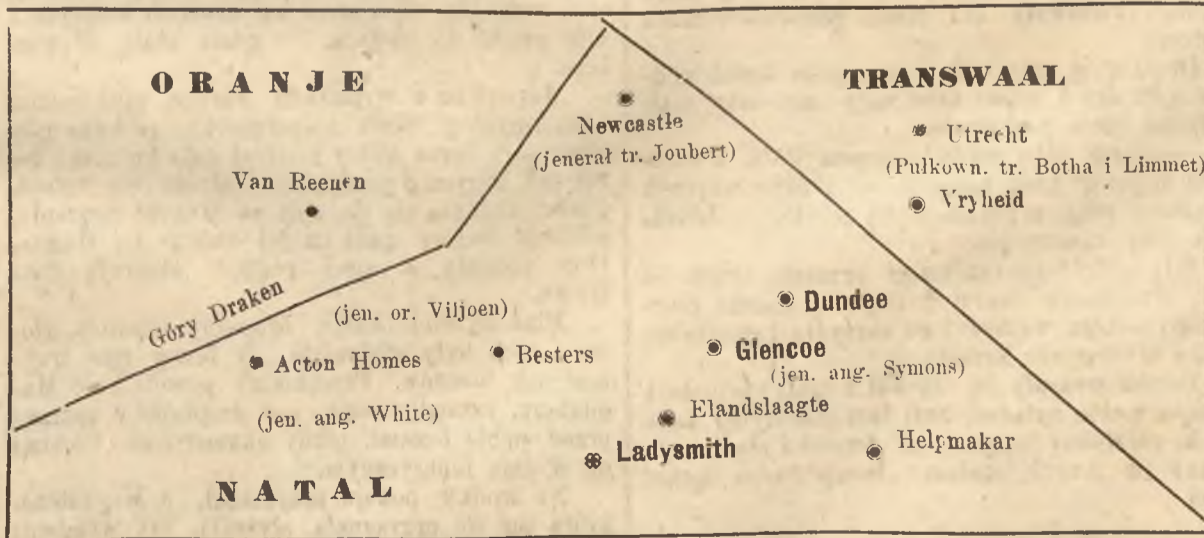 ORANJE
TRANSWAAL
Newcastle
(jenerał tr. Joubert)
Utrecht
(Pułkown. tr. Botha i Limmet)
Vryheid
Van Reenen
Góry Draken
(jen. or. Viljoen)
Dundee
Acton Homes
Besters
Glencoe
(jen. ang. Symons)
(jen. ang. White)
Elandslaagte
Ladysmith
Helpmakar
NATAL